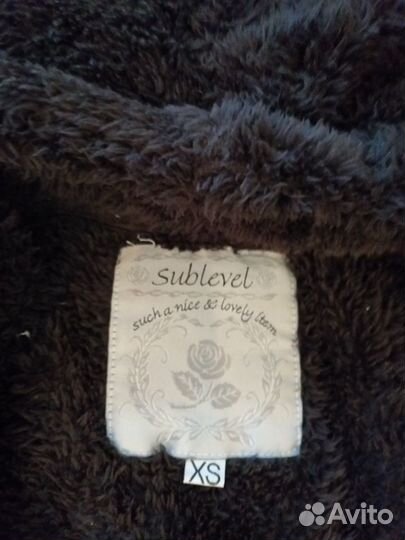 sublevel
such a nice & lovely item
XS
Avito